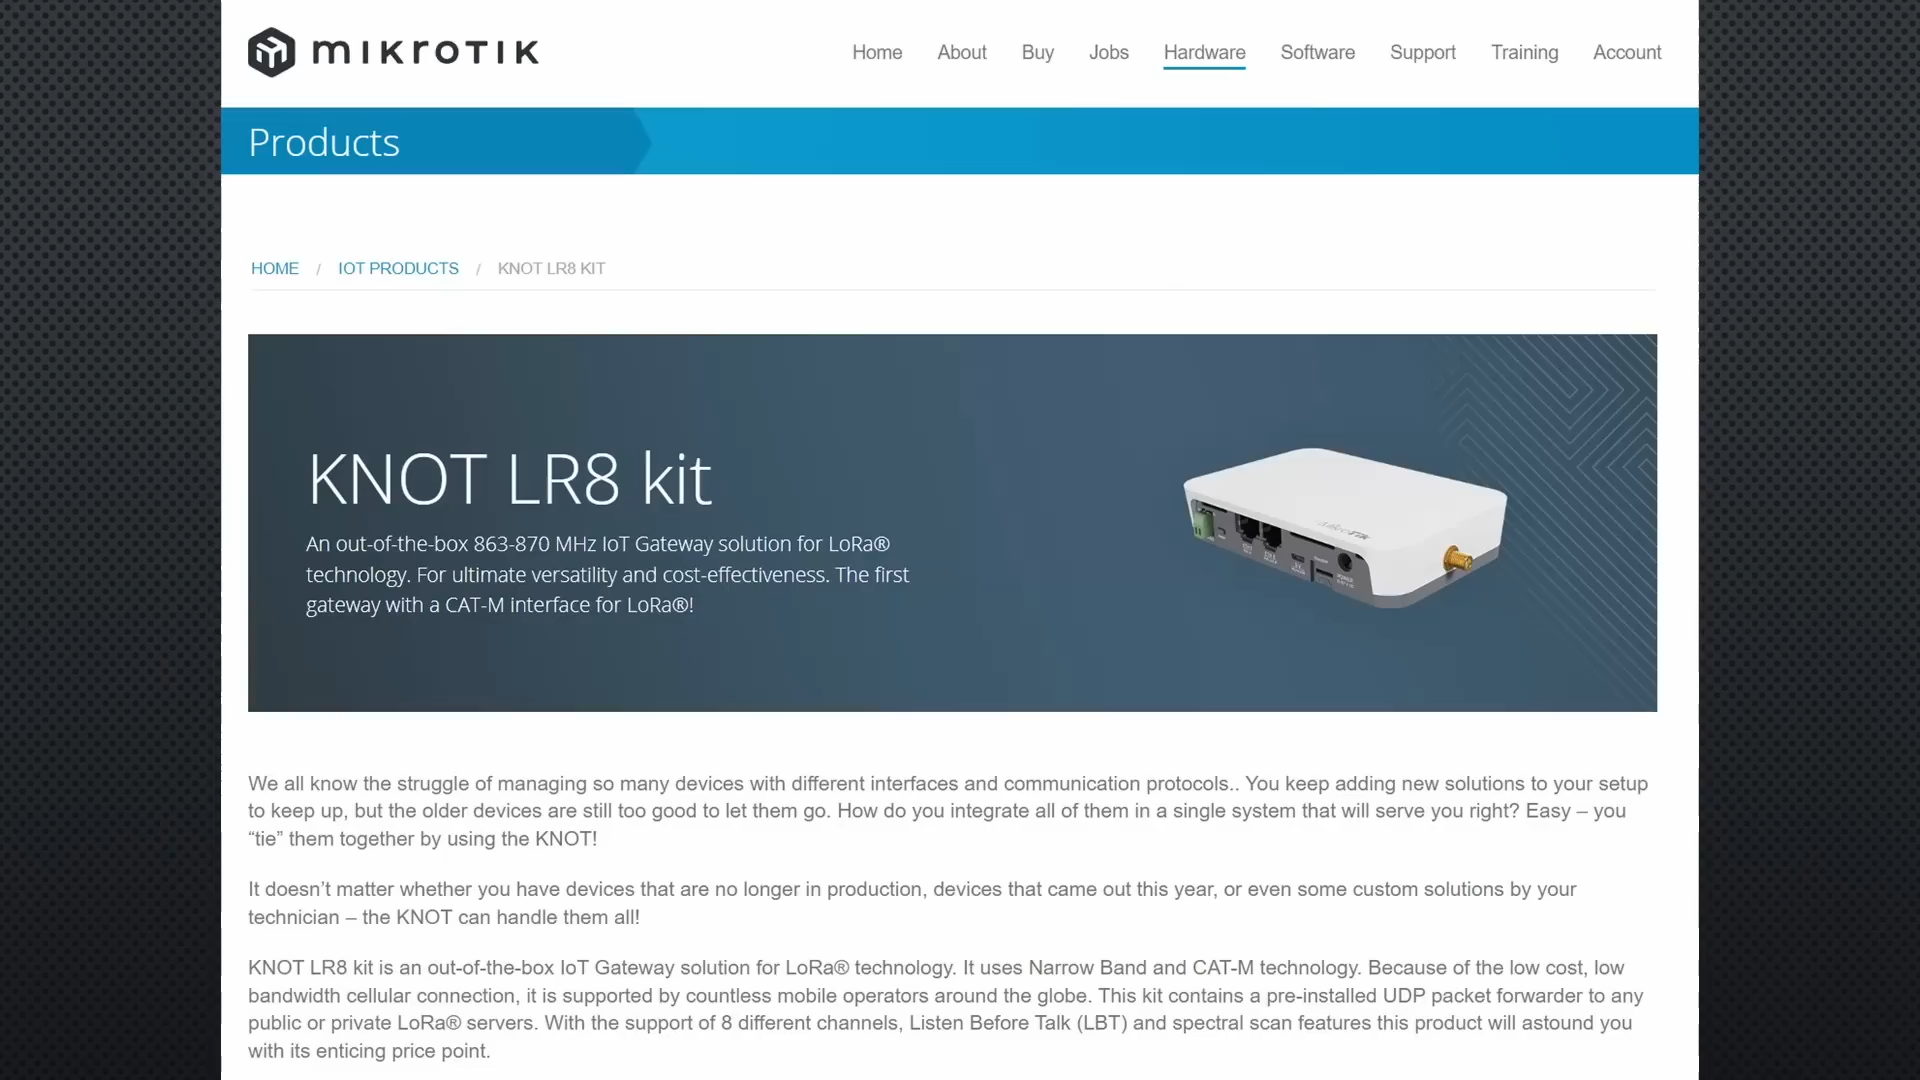 mikrotik
Home About Buy Jobs Hardware Software Support Training Account
Products
HOME / IOT PRODUCTS / KNOT LR8 KIT
KNOT LR8 kit
An out-of-the-box 863-870 MHz IoT Gateway solution for LoRa®
technology. For ultimate versatility and cost-effectiveness. The first
gateway with a CAT-M interface for LoRa®!
We all know the struggle of managing so many devices with different interfaces and communication protocols.. You keep adding new solutions to your setup
to keep up, but the older devices are still too good to let them go. How do you integrate all of them in a single system that will serve you right? Easy – you
“tie” them together by using the KNOT!
It doesn’t matter whether you have devices that are no longer in production, devices that came out this year, or even some custom solutions by your
technician – the KNOT can handle them all!
KNOT LR8 kit is an out-of-the-box IoT Gateway solution for LoRa® technology. It uses Narrow Band and CAT-M technology. Because of the low cost, low
bandwidth cellular connection, it is supported by countless mobile operators around the globe. This kit contains a pre-installed UDP packet forwarder to any
public or private LoRa® servers. With the support of 8 different channels, Listen Before Talk (LBT) and spectral scan features this product will astound you
with its enticing price point.